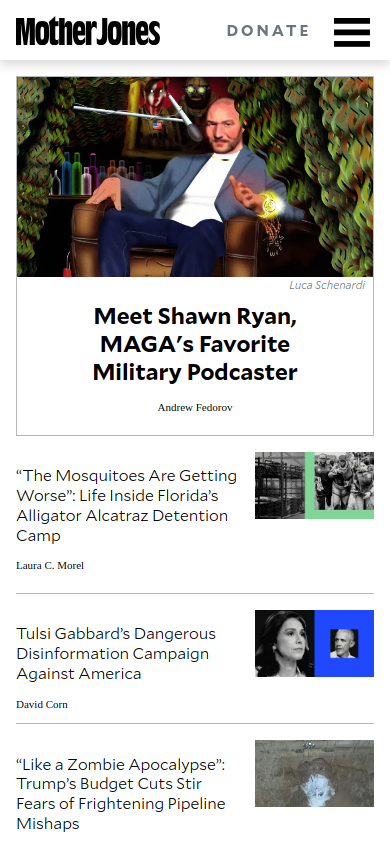 Mother Jones
DONATE
Luca Schenardi
Meet Shawn Ryan,
MAGA’s Favorite
Military Podcaster
Andrew Fedorov
“The Mosquitoes Are Getting
Worse”: Life Inside Florida’s
Alligator Alcatraz Detention
Camp
Laura C. Morel
Tulsi Gabbard’s Dangerous
Disinformation Campaign
Against America
David Corn
“Like a Zombie Apocalypse”:
Trump’s Budget Cuts Stir
Fears of Frightening Pipeline
Mishaps